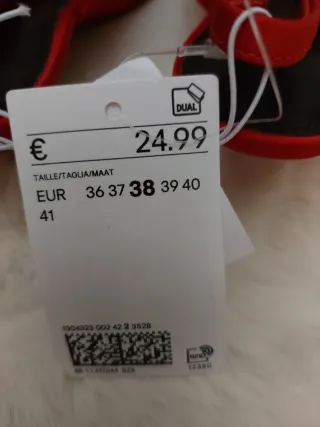 DUAL
€ 24.99
TAILLE/TAGLIA/MAAT
EUR 36 37 38 39 40
41